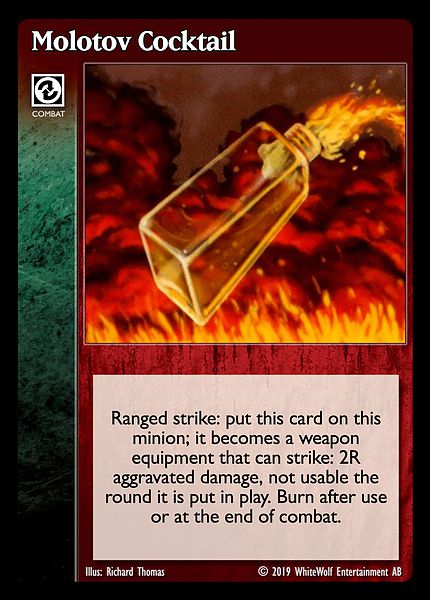 Molotov Cocktail
COMBAT
Ranged strike: put this card on this
minion; it becomes a weapon
equipment that can strike: 2R
aggravated damage, not usable the
round it is put in play. Burn after use
or at the end of combat.
Illus: Richard Thomas © 2019 WhiteWolf Entertainment AB